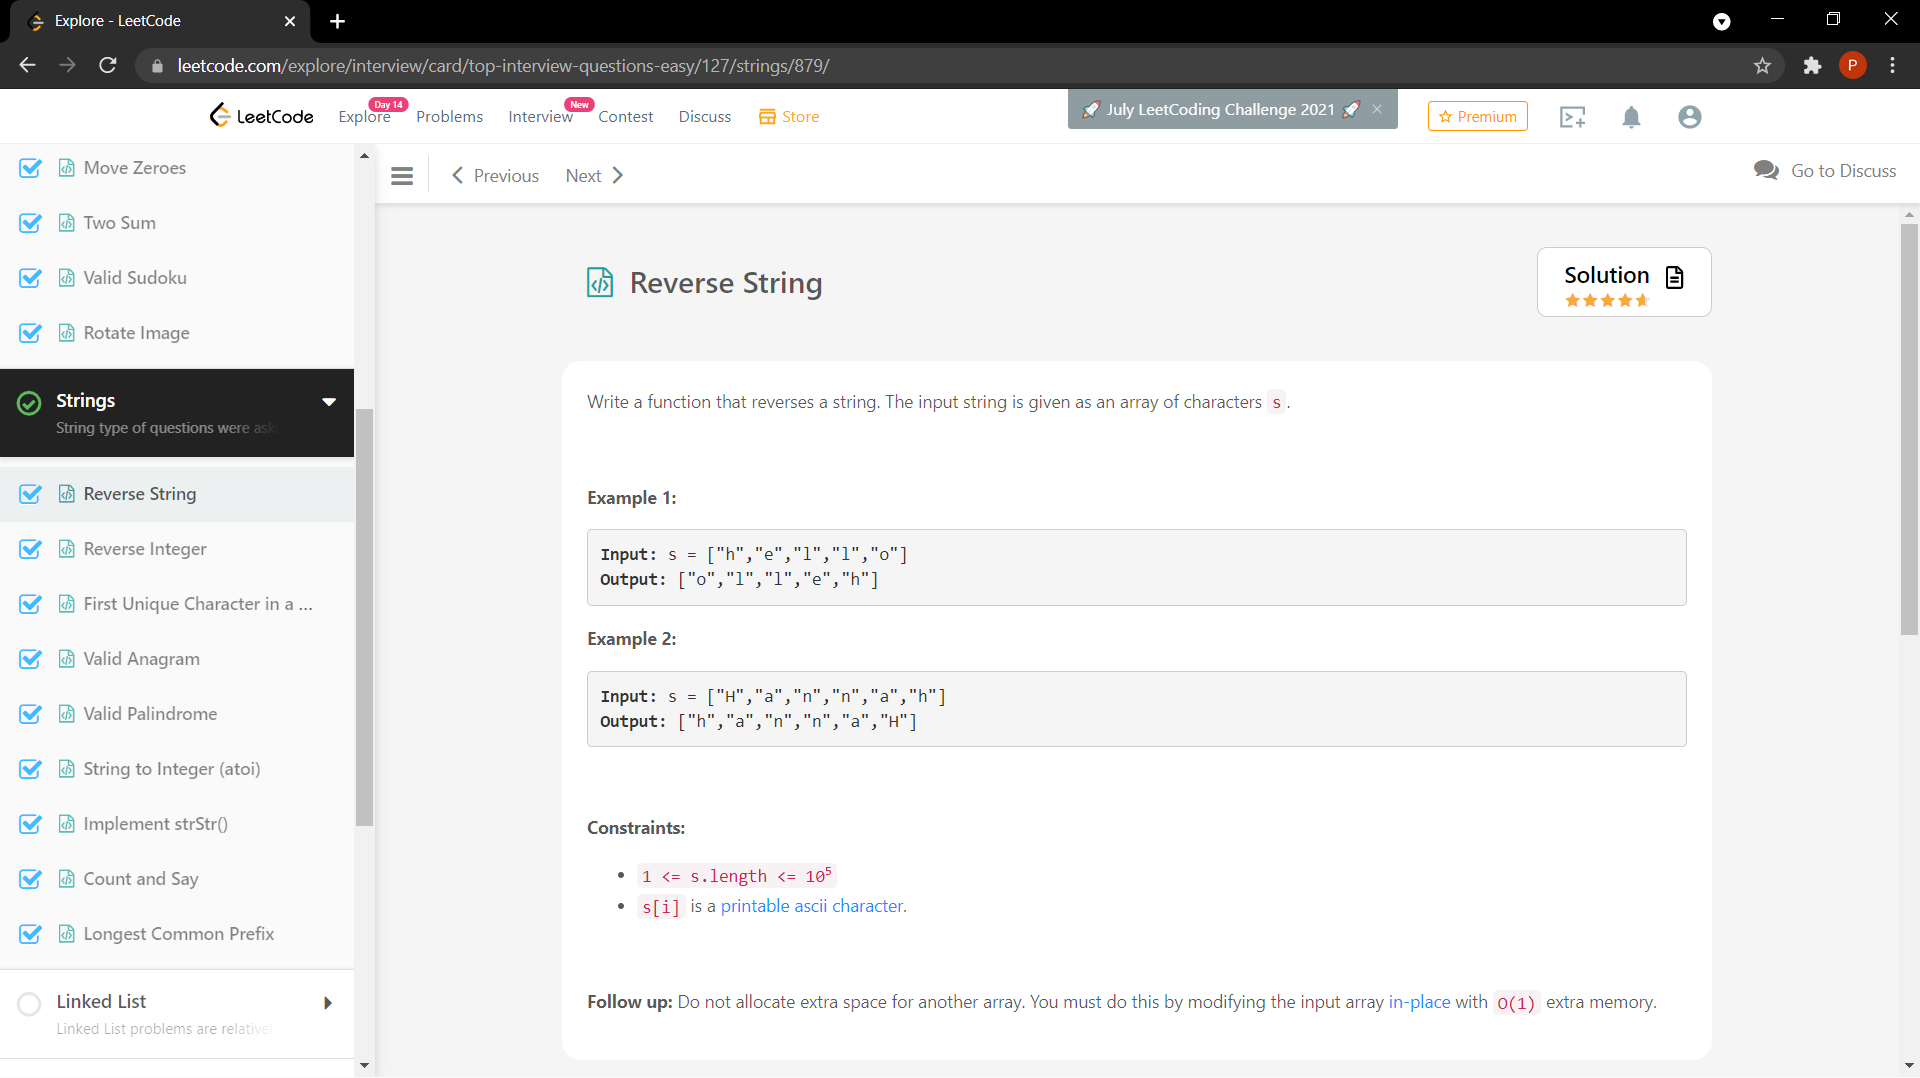 Explore - LeetCode
leetcode.com/explore/interview/card/top-interview-questions-easy/127/strings/879/
P
LeetCode
Explore
Day 14
Problems
Interview
New
Contest
Discuss
Store
🚀 July LeetCoding Challenge 2021 🚀 ×
Premium
Move Zeroes
Two Sum
Valid Sudoku
Rotate Image
Strings
String type of questions were ask
Reverse String
Reverse Integer
First Unique Character in a ...
Valid Anagram
Valid Palindrome
String to Integer (atoi)
Implement strStr()
Count and Say
Longest Common Prefix
Linked List
Linked List problems are relative
Previous
Next
Go to Discuss
Reverse String
Solution
Write a function that reverses a string. The input string is given as an array of characters s.
Example 1:
Input: s = ["h","e","l","l","o"]
Output: ["o","l","l","e","h"]
Example 2:
Input: s = ["H","a","n","n","a","h"]
Output: ["h","a","n","n","a","H"]
Constraints:
• 1 <= s.length <= 10⁵
• s[i] is a printable ascii character.
Follow up: Do not allocate extra space for another array. You must do this by modifying the input array in-place with O(1) extra memory.